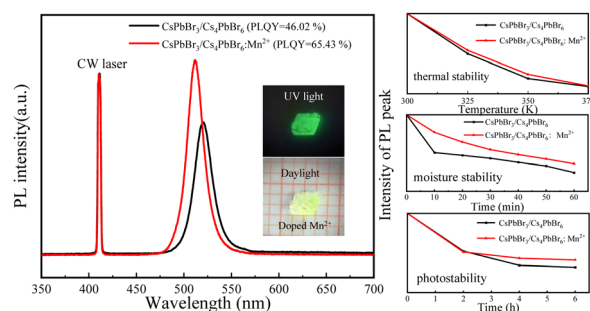 CsPbBr₃/Cs₄PbBr₆ (PLQY=46.02 %)
CsPbBr₃/Cs₄PbBr₆:Mn²⁺ (PLQY=65.43 %)
CW laser
UV light
Daylight
Doped Mn²⁺
PL intensity(a.u.)
350 400 450 500 550 600 650 700
Wavelength (nm)
Intensity of PL peak
CsPbBr₃/Cs₄PbBr₆
CsPbBr₃/Cs₄PbBr₆: Mn²⁺
thermal stability
300 325 350
Temperature (K)
CsPbBr₃/Cs₄PbBr₆
CsPbBr₃/Cs₄PbBr₆: Mn²⁺
moisture stability
0 10 20 30 40 50 60
Time (min)
CsPbBr₃/Cs₄PbBr₆
CsPbBr₃/Cs₄PbBr₆: Mn²⁺
photostability
0 2 4 6
Time (h)